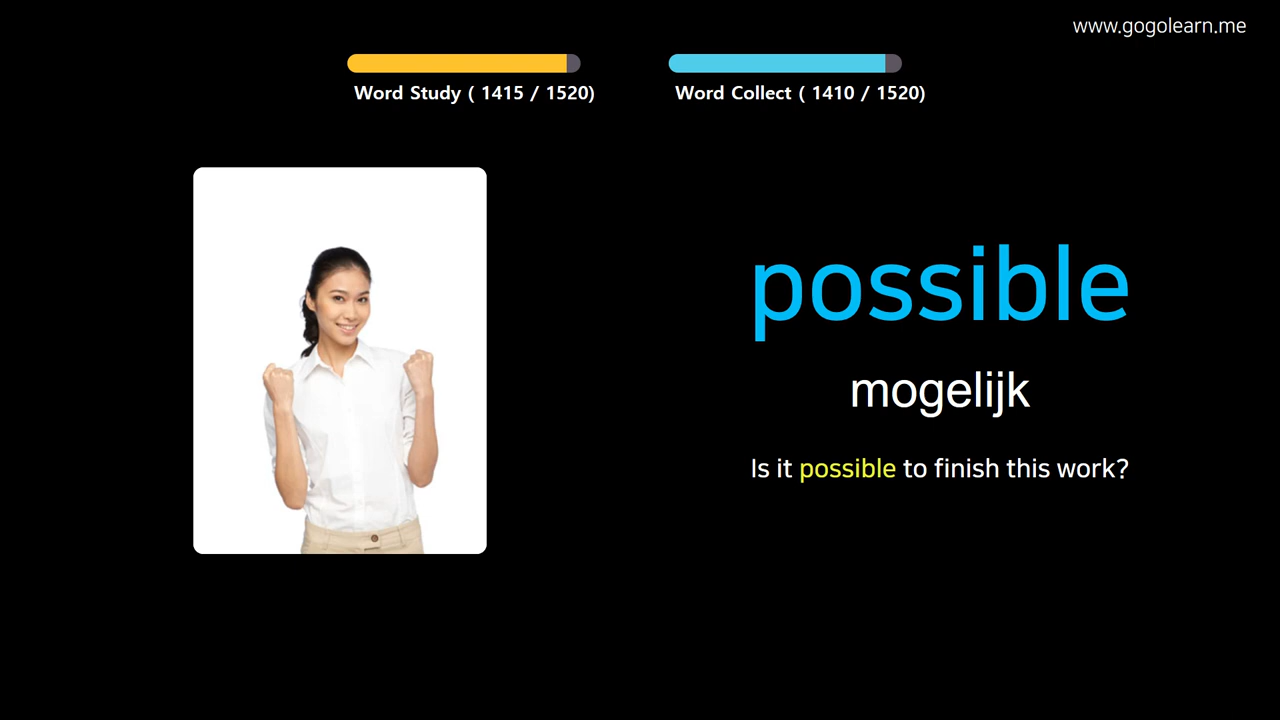 www.gogolearn.me
Word Study ( 1415 / 1520)
Word Collect ( 1410 / 1520)
possible
mogelijk
Is it possible to finish this work?